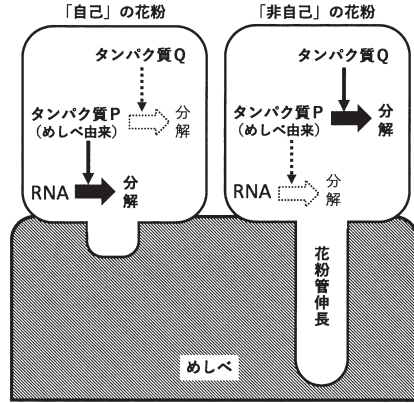 「自己」の花粉
タンパク質Q
タンパク質P
(めしべ由来)
分解
RNA
分解
「非自己」の花粉
タンパク質Q
タンパク質P
(めしべ由来)
分解
RNA
分解
花粉管伸長
めしべ